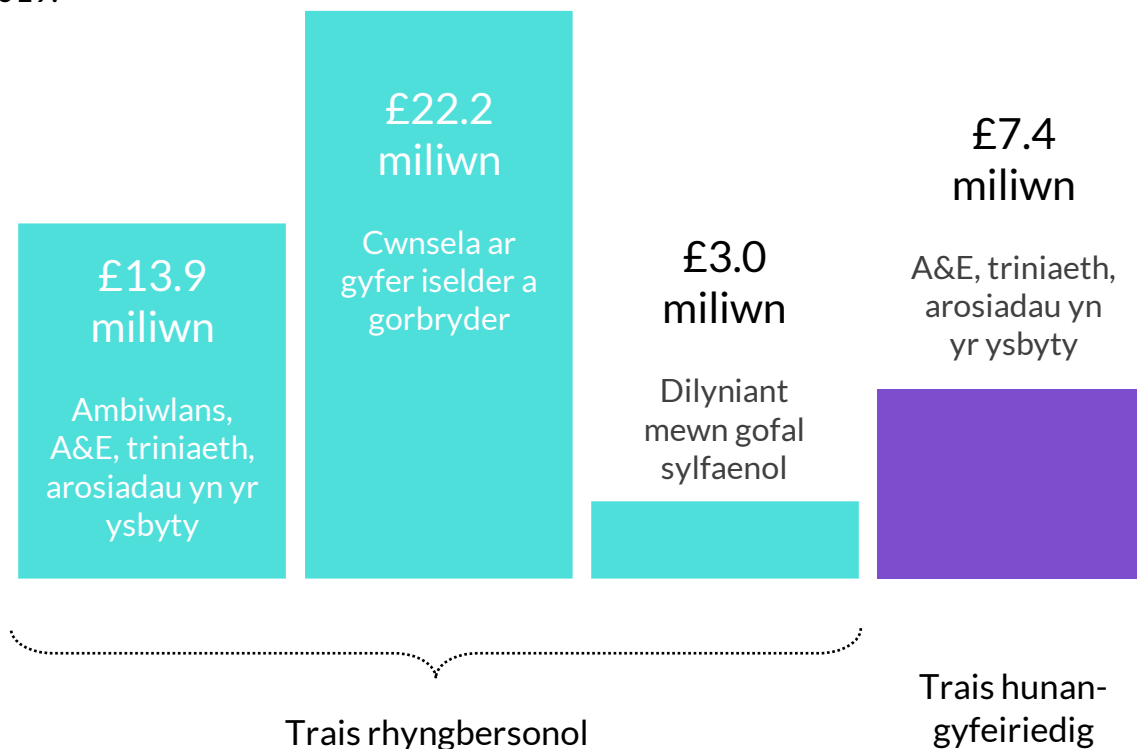 £13.9
miliwn
Ambiwlans,
A&E, triniaeth,
arosiadau yn yr
ysbyty
£22.2
miliwn
Cwnsela ar
gyfer iselder a
gorbryder
£3.0
miliwn
Dilyniant
mewn gofal
sylfaenol
£7.4
miliwn
A&E, triniaeth,
arosiadau yn
yr ysbyty
Trais rhyngbersonol
Trais hunan-
gyfeiriedig